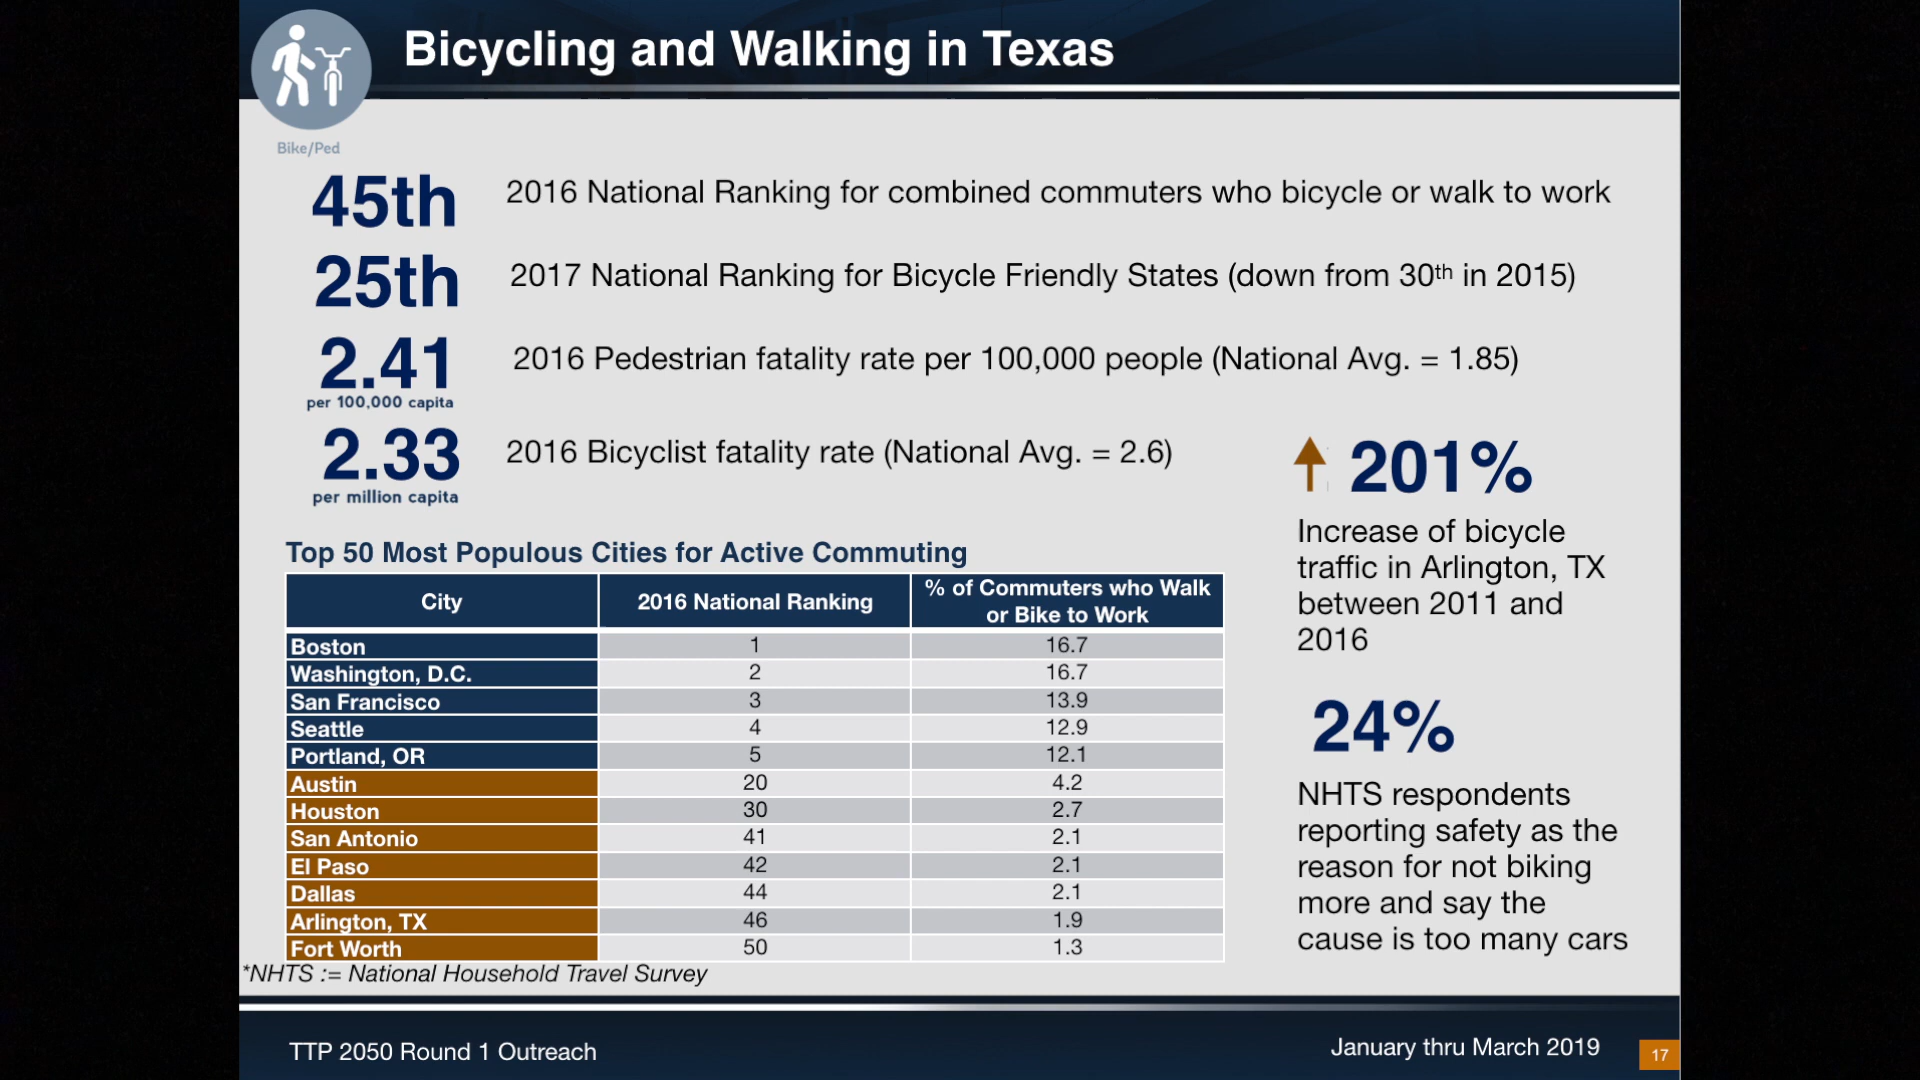 Bicycling and Walking in Texas
Bike/Ped
45th
2016 National Ranking for combined commuters who bicycle or walk to work
25th
2017 National Ranking for Bicycle Friendly States (down from 30th in 2015)
2.41
per 100,000 capita
2016 Pedestrian fatality rate per 100,000 people (National Avg. = 1.85)
2.33
per million capita
2016 Bicyclist fatality rate (National Avg. = 2.6)
201%
Increase of bicycle
traffic in Arlington, TX
between 2011 and
2016
24%
NHTS respondents
reporting safety as the
reason for not biking
more and say the
cause is too many cars
Top 50 Most Populous Cities for Active Commuting
City 2016 National Ranking % of Commuters who Walk
or Bike to Work
Boston 1 16.7
Washington, D.C. 2 16.7
San Francisco 3 13.9
Seattle 4 12.9
Portland, OR 5 12.1
Austin 20 4.2
Houston 30 2.7
San Antonio 41 2.1
El Paso 42 2.1
Dallas 44 2.1
Arlington, TX 46 1.9
Fort Worth 50 1.3
*NHTS := National Household Travel Survey
TTP 2050 Round 1 Outreach
January thru March 2019
17